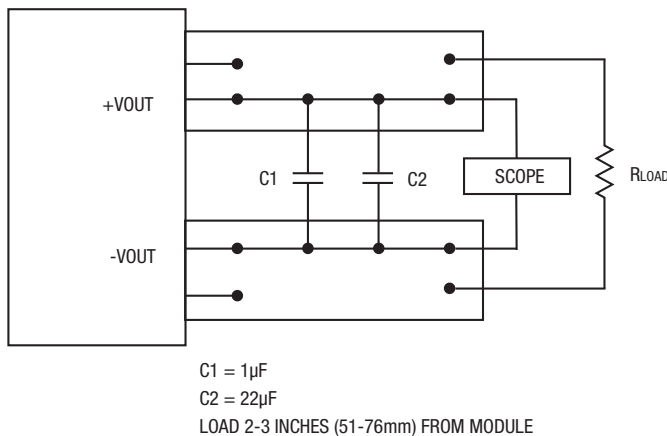 +VOUT
C1
C2
SCOPE
RLOAD
-VOUT
C1 = 1µF
C2 = 22µF
LOAD 2-3 INCHES (51-76mm) FROM MODULE